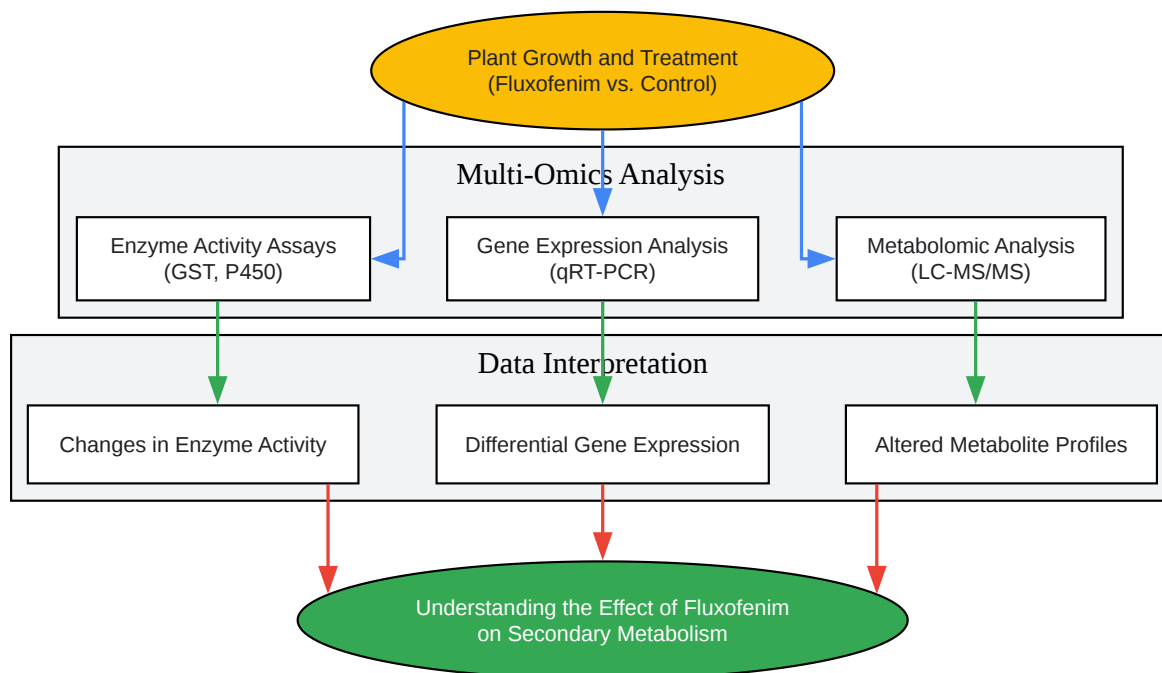 Plant Growth and Treatment
(Fluxofenim vs. Control)
Multi-Omics Analysis
Enzyme Activity Assays
(GST, P450)
Gene Expression Analysis
(qRT-PCR)
Metabolomic Analysis
(LC-MS/MS)
Data Interpretation
Changes in Enzyme Activity
Differential Gene Expression
Altered Metabolite Profiles
Understanding the Effect of Fluxofenim
on Secondary Metabolism